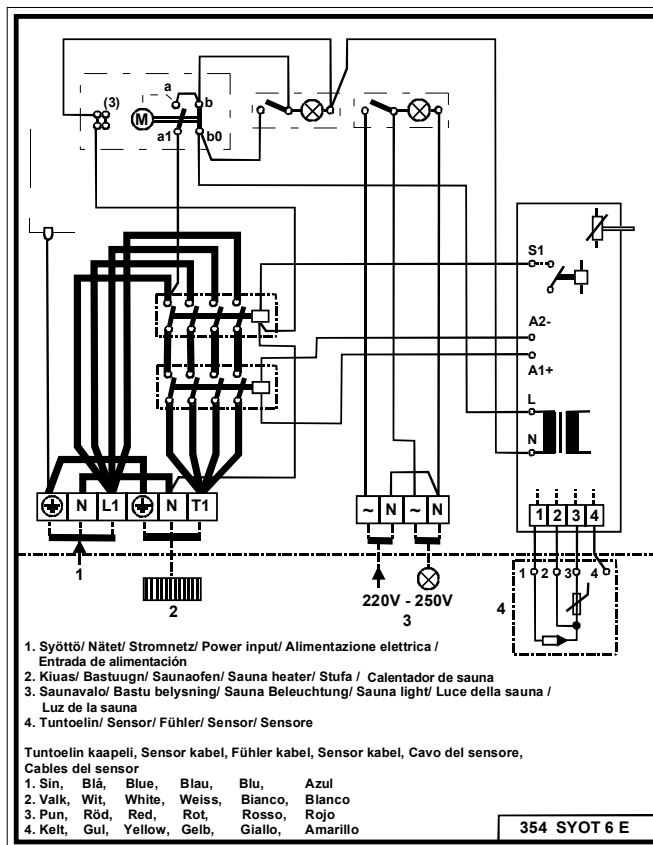 (3)
a
b
M
a1
b0
S1
A2-
A1+
L
N
N L1 N T1
~ N ~ N
1 2 3 4
1
2
220V - 250V
3
4
1 2 3 4
1. Syöttö/ Nätet/ Stromnetz/ Power input/ Alimentazione elettrica /
Entrada de alimentación
2. Kiuas/ Bastuugn/ Saunaofen/ Sauna heater/ Stufa / Calentador de sauna
3. Saunavalo/ Bastu belysning/ Sauna Beleuchtung/ Sauna light/ Luce della sauna /
Luz de la sauna
4. Tuntoelin/ Sensor/ Fühler/ Sensor/ Sensore
Tuntoelin kaapeli, Sensor kabel, Fühler kabel, Sensor kabel, Cavo del sensore,
Cables del sensor
1. Sin, Blå, Blue, Blau, Blu, Azul
2. Valk, Wit, White, Weiss, Bianco, Blanco
3. Pun, Röd, Red, Rot, Rosso, Rojo
4. Kelt, Gul, Yellow, Gelb, Giallo, Amarillo
354 SYOT 6 E